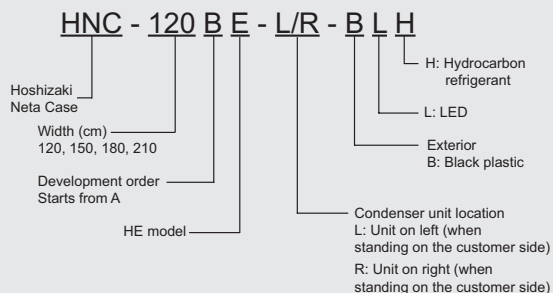 HNC - 120 B E - L/R - B L H
H: Hydrocarbon
refrigerant
Hoshizaki
Neta Case
L: LED
Width (cm)
120, 150, 180, 210
Exterior
B: Black plastic
Development order
Starts from A
HE model
Condenser unit location
L: Unit on left (when
standing on the customer side)
R: Unit on right (when
standing on the customer side)